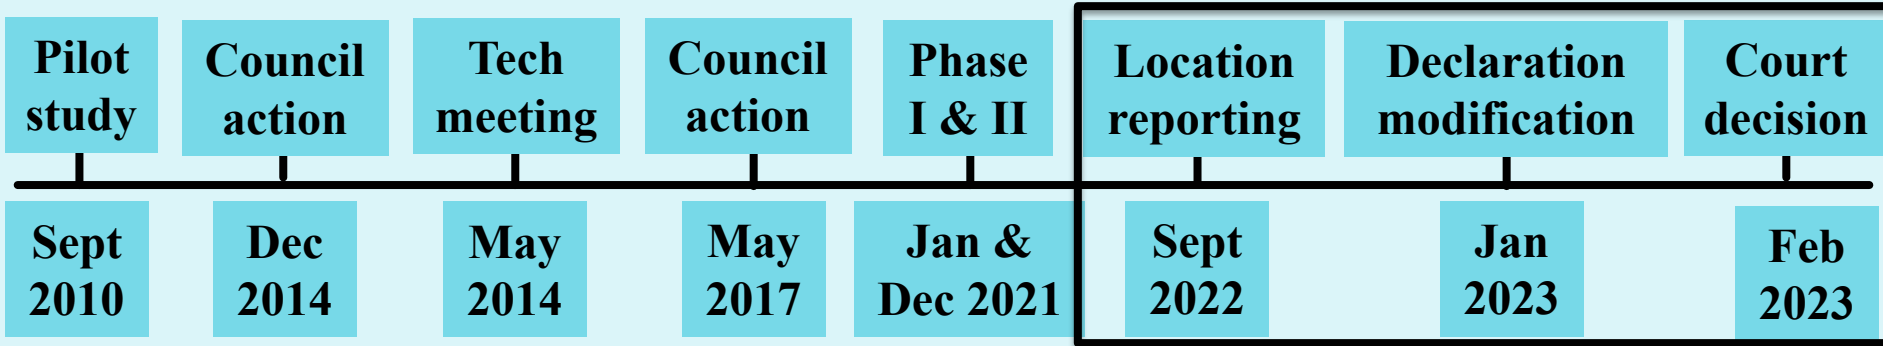 Pilot
study
Council
action
Tech
meeting
Council
action
Phase
I & II
Location
reporting
Declaration
modification
Court
decision
Sept
2010
Dec
2014
May
2014
May
2017
Jan &
Dec 2021
Sept
2022
Jan
2023
Feb
2023